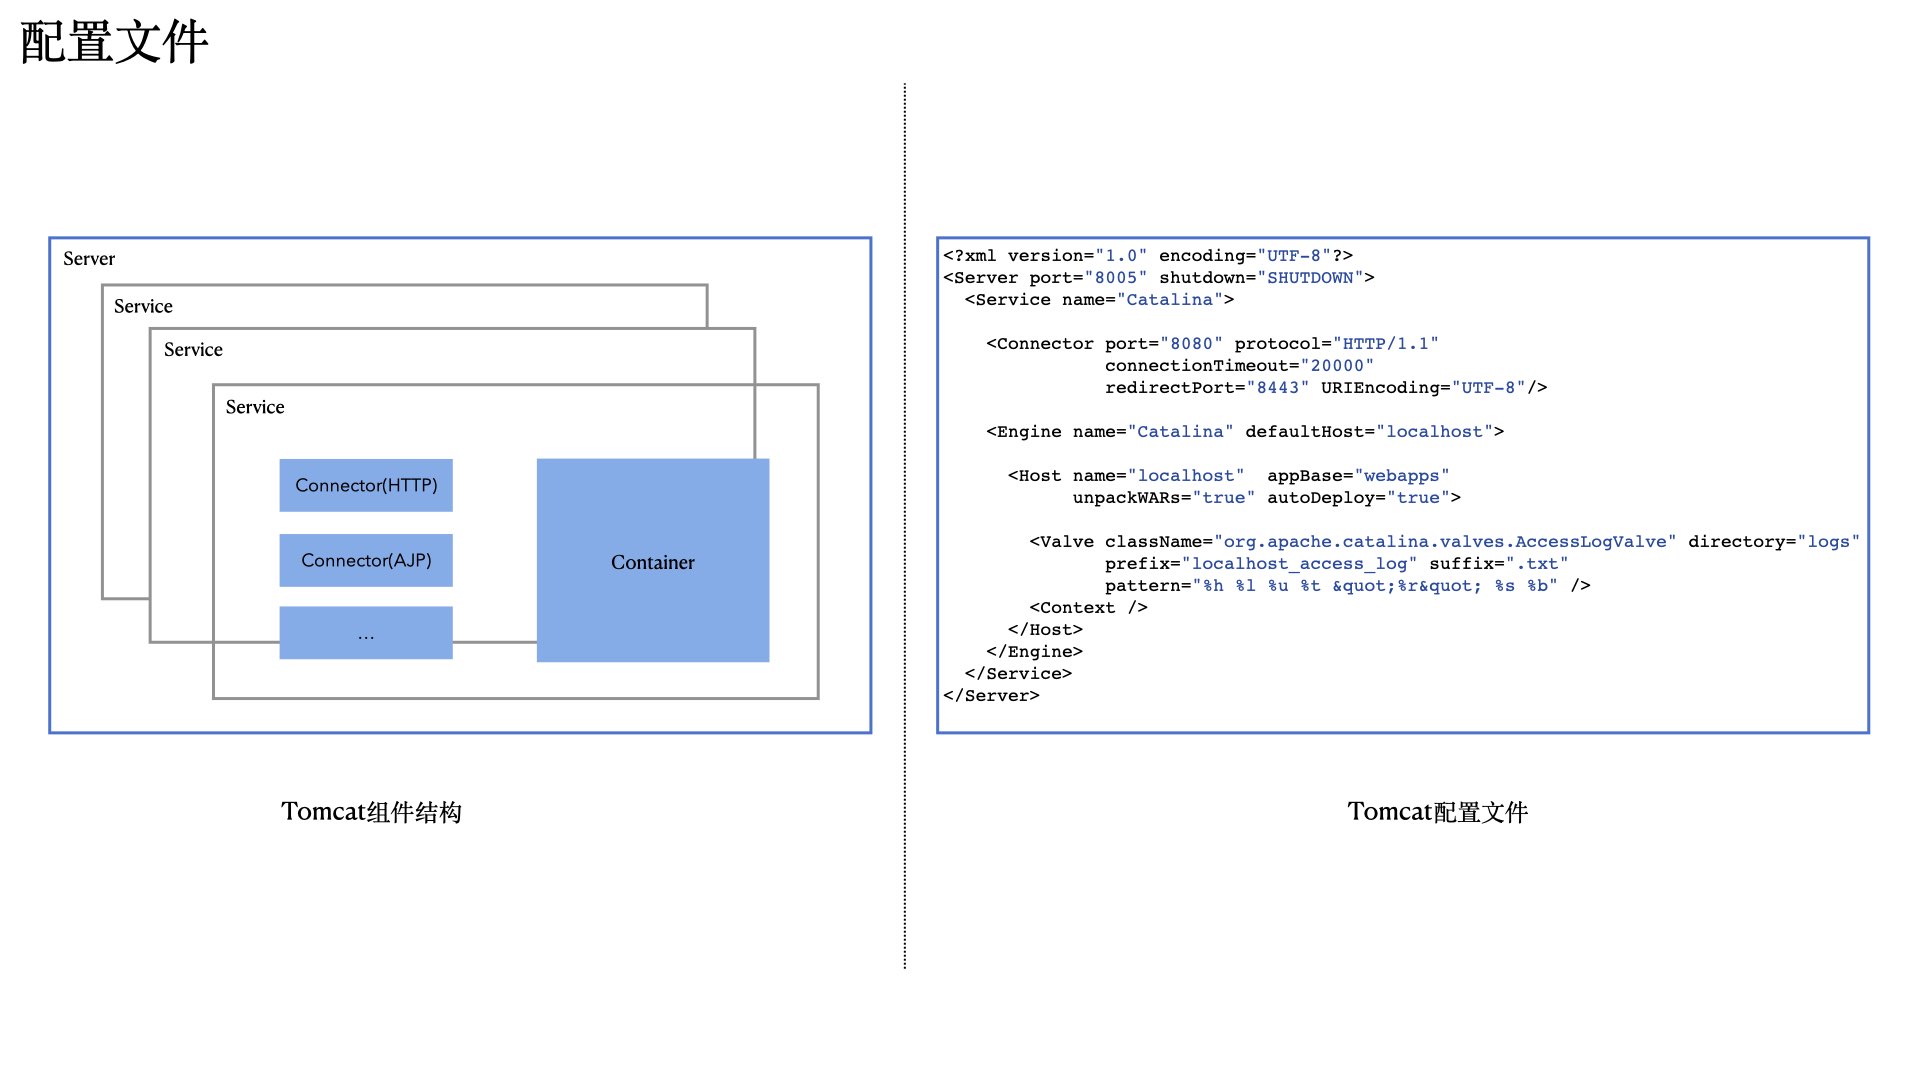 配置文件
Server
Service
Service
Service
Connector(HTTP)
Connector(AJP)
...
Container
Tomcat组件结构
<?xml version="1.0" encoding="UTF-8"?>
<Server port="8005" shutdown="SHUTDOWN">
  <Service name="Catalina">
    <Connector port="8080" protocol="HTTP/1.1"
               connectionTimeout="20000"
               redirectPort="8443" URIEncoding="UTF-8"/>
    <Engine name="Catalina" defaultHost="localhost">
      <Host name="localhost"  appBase="webapps"
            unpackWARs="true" autoDeploy="true">
        <Valve className="org.apache.catalina.valves.AccessLogValve" directory="logs"
               prefix="localhost_access_log" suffix=".txt"
               pattern="%h %l %u %t &quot;%r&quot; %s %b" />
        <Context />
      </Host>
    </Engine>
  </Service>
</Server>
Tomcat配置文件